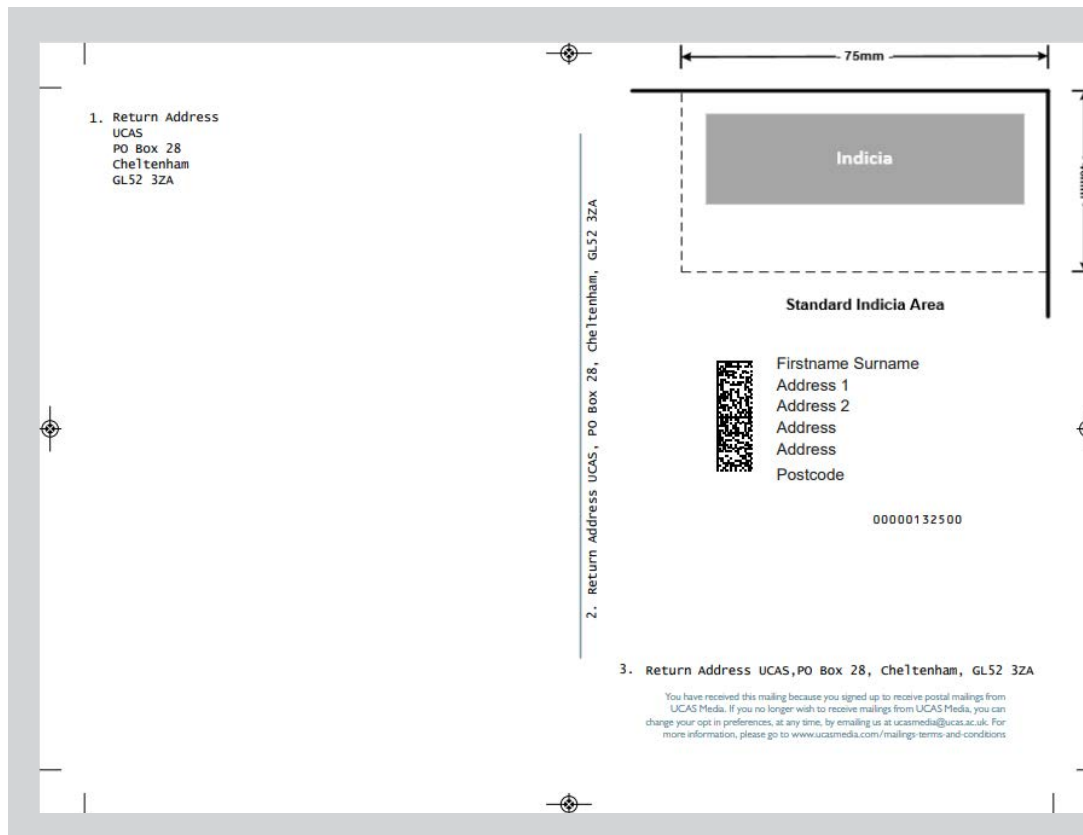 75mm
1. Return Address
UCAS
PO Box 28
Cheltenham
GL52 3ZA
Indicia
Standard Indicia Area
2. Return Address UCAS, PO Box 28, Cheltenham, GL52 3ZA
Firstname Surname
Address 1
Address 2
Address
Address
Postcode
00000132500
3. Return Address UCAS,PO Box 28, Cheltenham, GL52 3ZA
You have received this mailing because you signed up to receive postal mailings from
UCAS Media. If you no longer wish to receive mailings from UCAS Media, you can
change your opt in preferences, at any time, by emailing us at ucasmedia@ucas.ac.uk. For
more information, please go to www.ucasmedia.com/mailings-terms-and-conditions